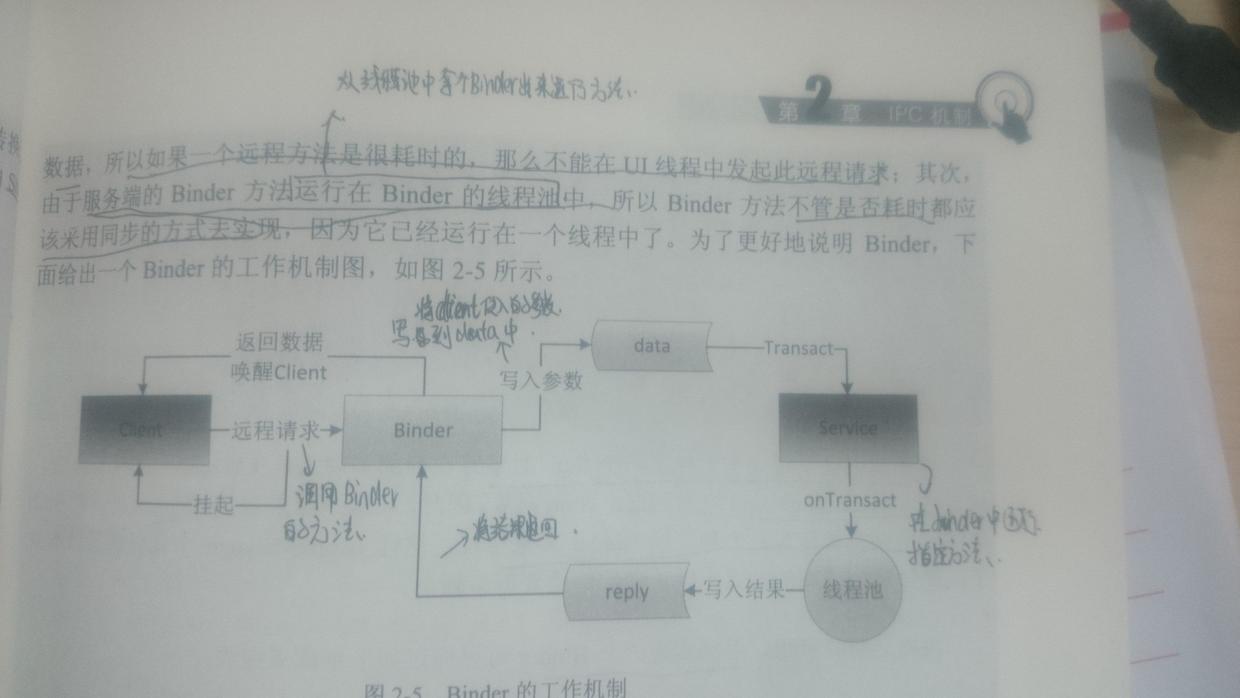 从线程池中拿个Binder出来运行方法.
第2章 IPC 机制
数据，所以如果一个远程方法是很耗时的，那么不能在 UI 线程中发起此远程请求；其次，
由于服务端的 Binder 方法运行在 Binder 的线程池中，所以 Binder 方法不管是否耗时都应
该采用同步的方式去实现，因为它已经运行在一个线程中了。为了更好地说明 Binder，下
面给出一个 Binder 的工作机制图，如图 2-5 所示。
将client 的参数
写到data中.
返回数据
唤醒Client
写入参数
data
Transact
Client
远程请求
Binder
Service
挂起
调用Binder
的方法.
onTransact
在binder中运行
指定方法.
将结果返回.
reply
写入结果
线程池
图 2-5 Binder 的工作机制